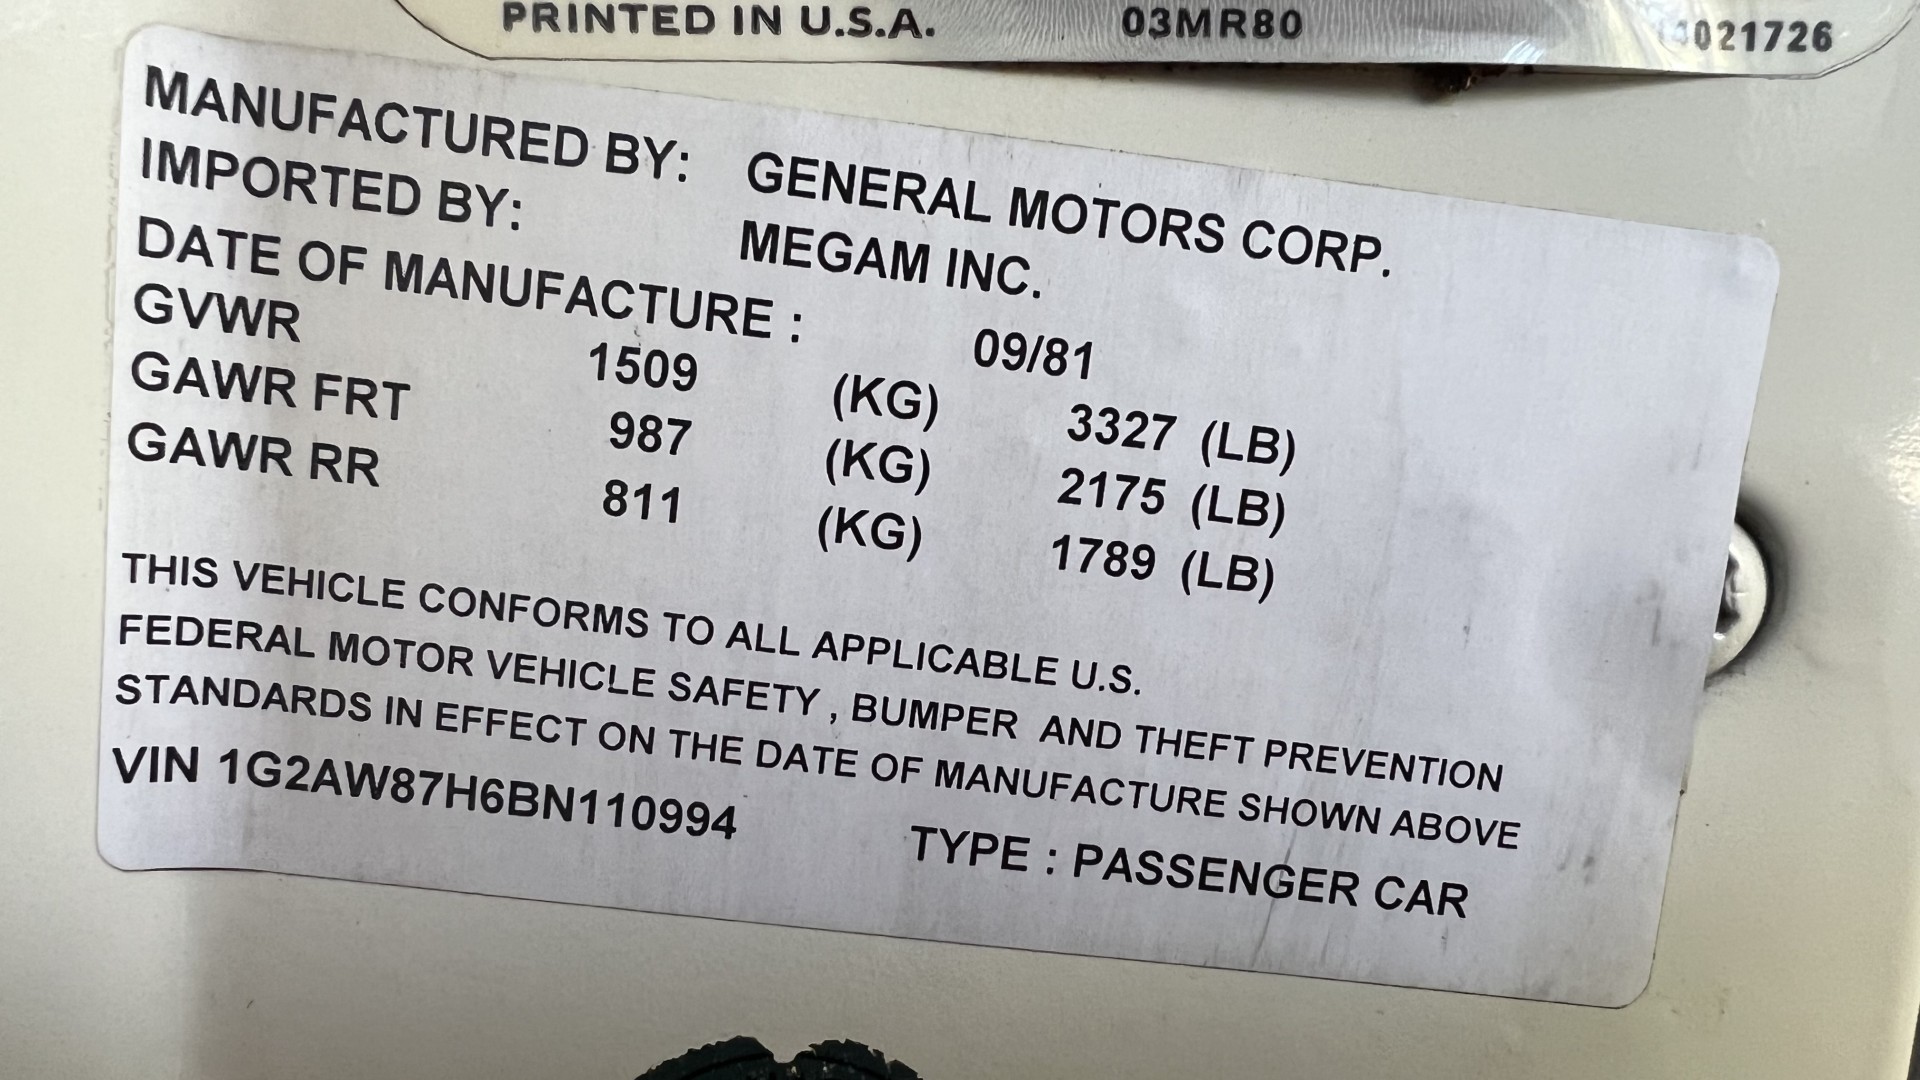 PRINTED IN U.S.A. 03MR80 021726
MANUFACTURED BY: GENERAL MOTORS CORP.
IMPORTED BY: MEGAM INC.
DATE OF MANUFACTURE : 09/81
GVWR 1509 (KG) 3327 (LB)
GAWR FRT 987 (KG) 2175 (LB)
GAWR RR 811 (KG) 1789 (LB)
THIS VEHICLE CONFORMS TO ALL APPLICABLE U.S.
FEDERAL MOTOR VEHICLE SAFETY , BUMPER AND THEFT PREVENTION
STANDARDS IN EFFECT ON THE DATE OF MANUFACTURE SHOWN ABOVE
VIN 1G2AW87H6BN110994 TYPE : PASSENGER CAR